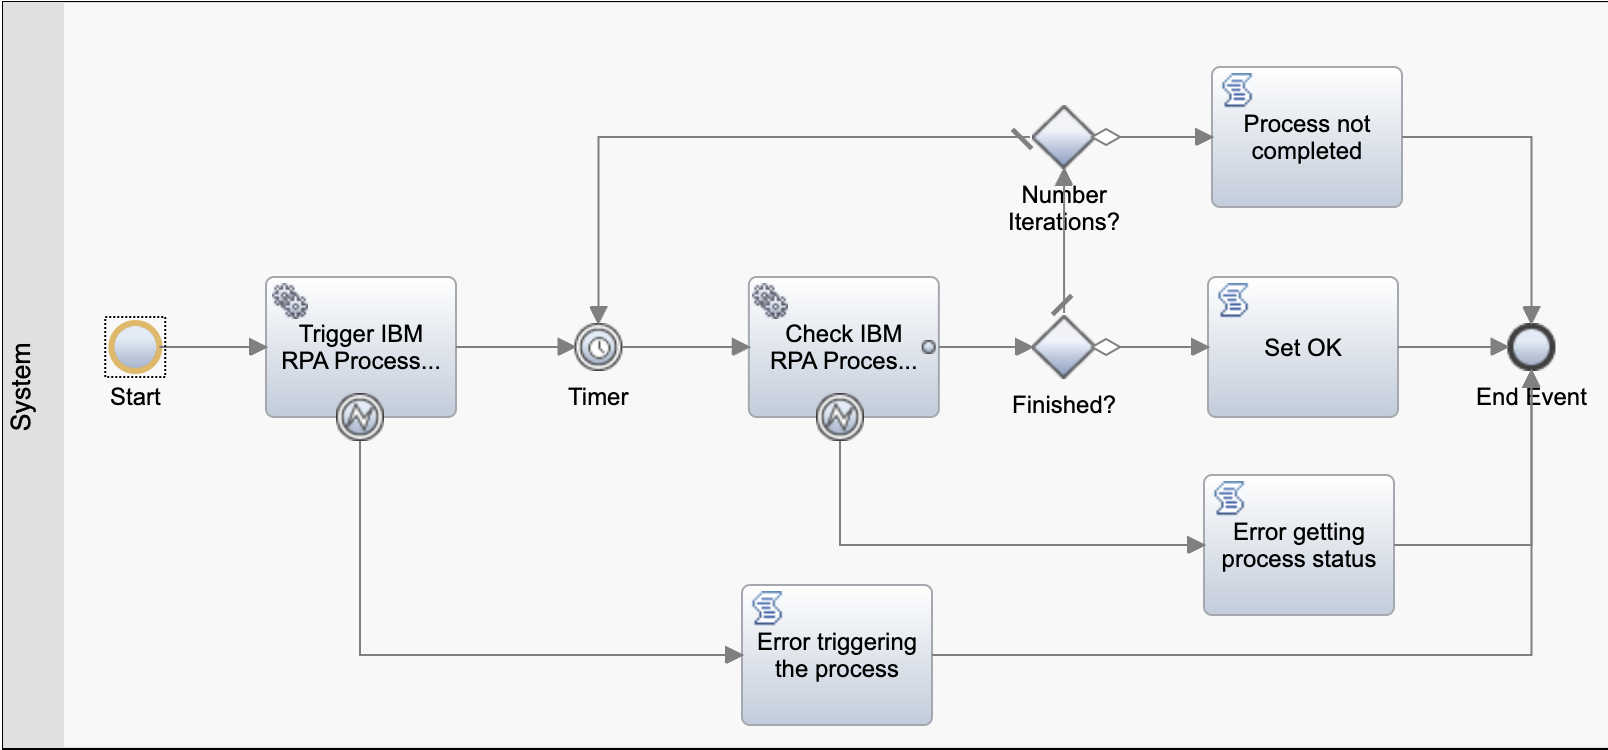 System
Start
Trigger IBM
RPA Process...
Timer
Check IBM
RPA Proces...
Finished?
Number
Iterations?
Process not
completed
Set OK
End Event
Error getting
process status
Error triggering
the process